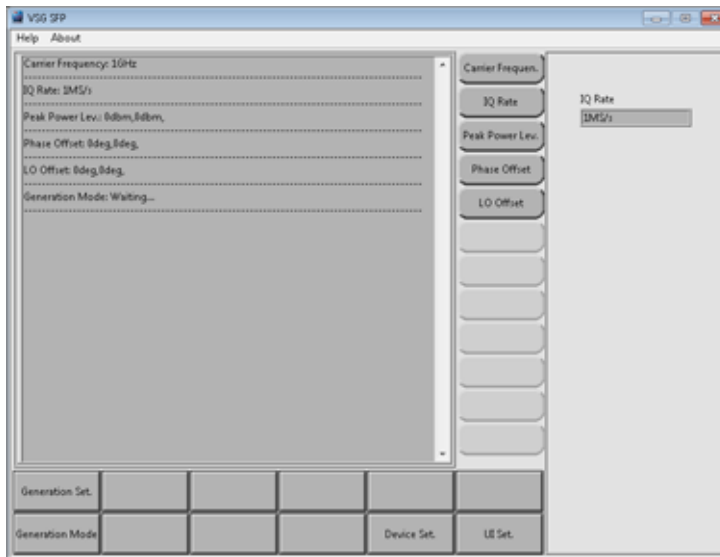 VSG SFP
Help About
Carrier Frequency: 1GHz
IQ Rate: 1MS/s
Peak Power Lev.: 0dbm,0dbm,
Phase Offset: 0deg,0deg,
LO Offset: 0deg,0deg,
Generation Mode: Waiting...
Carrier Frequen.
IQ Rate
Peak Power Lev.
Phase Offset
LO Offset
IQ Rate
1MS/s
Generation Set.
Generation Mode
Device Set.
UI Set.